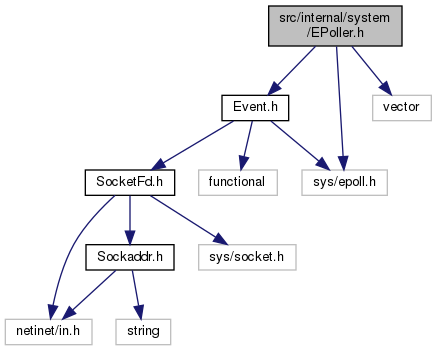 src/internal/system
/EPoller.h
Event.h
vector
SocketFd.h
functional
sys/epoll.h
Sockaddr.h
sys/socket.h
netinet/in.h
string